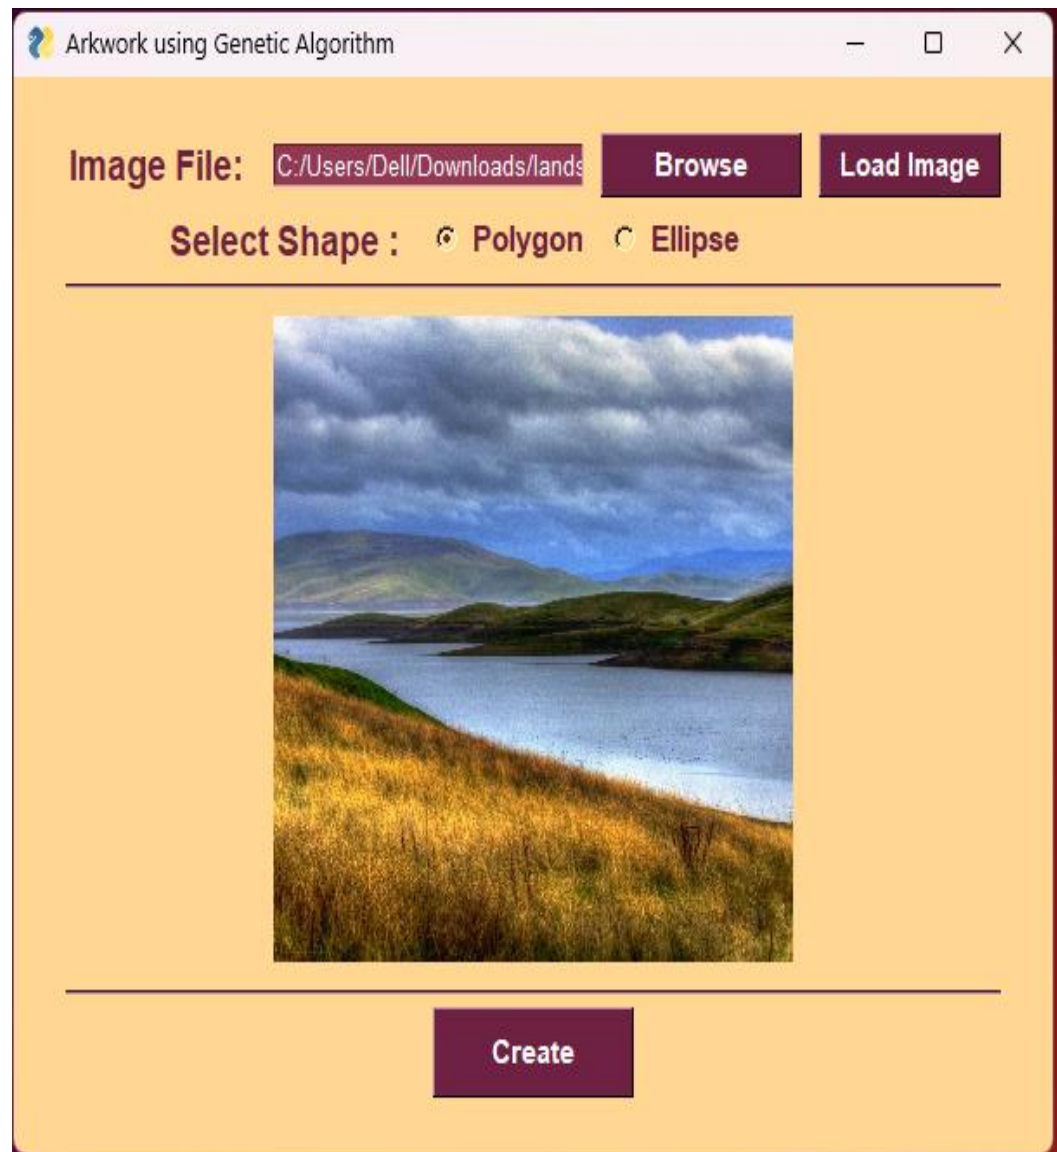 Arkwork using Genetic Algorithm
Image File: C:/Users/Dell/Downloads/lands Browse Load Image
Select Shape : Polygon Ellipse
Create